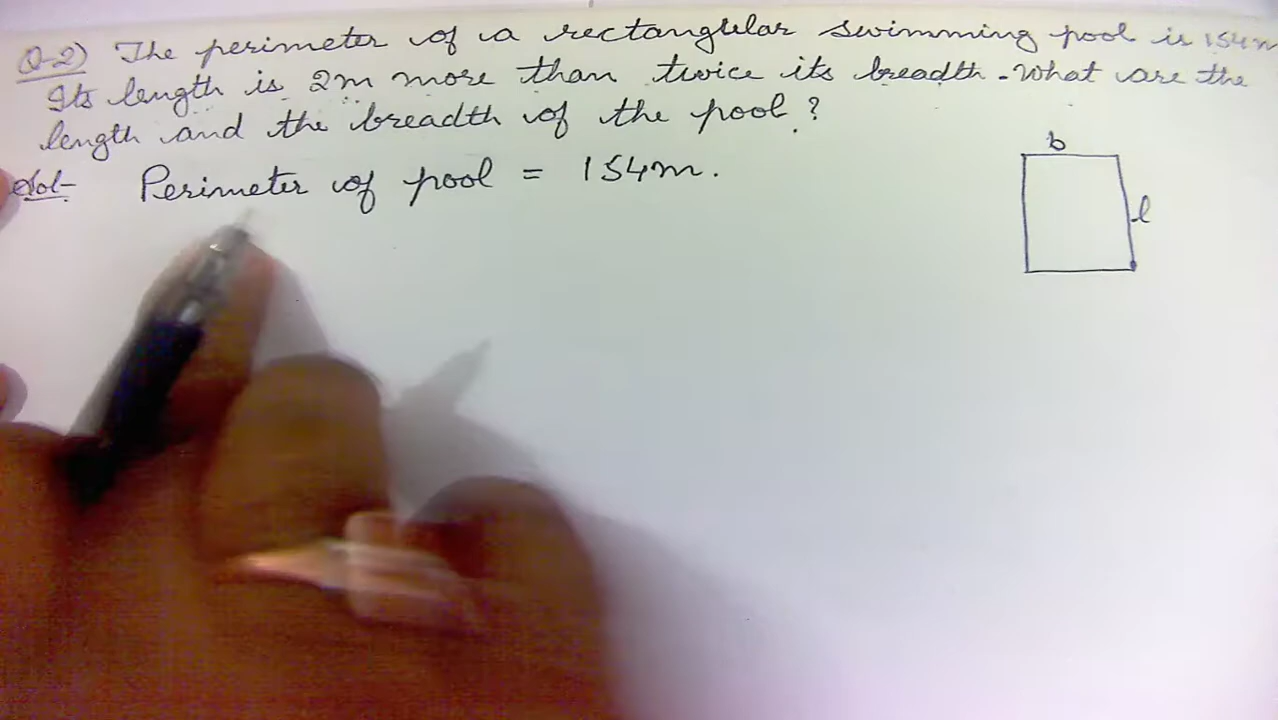 Q-2) The perimeter of a rectangular swimming pool is 154m
Its length is 2m more than twice its breadth. What are the
length and the breadth of the pool ?
Sol- Perimeter of pool = 154m.
b
l